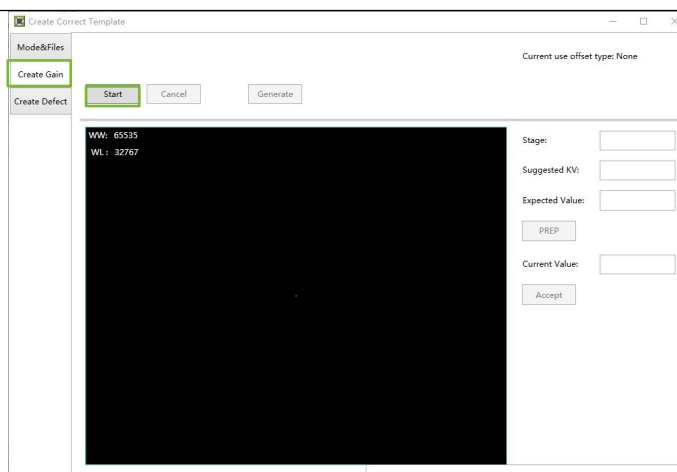 Create Correct Template
Mode&Files
Create Gain
Create Defect
Current use offset type: None
Start
Cancel
Generate
WW: 65535
WL: 32767
Stage:
Suggested KV:
Expected Value:
PREP
Current Value:
Accept